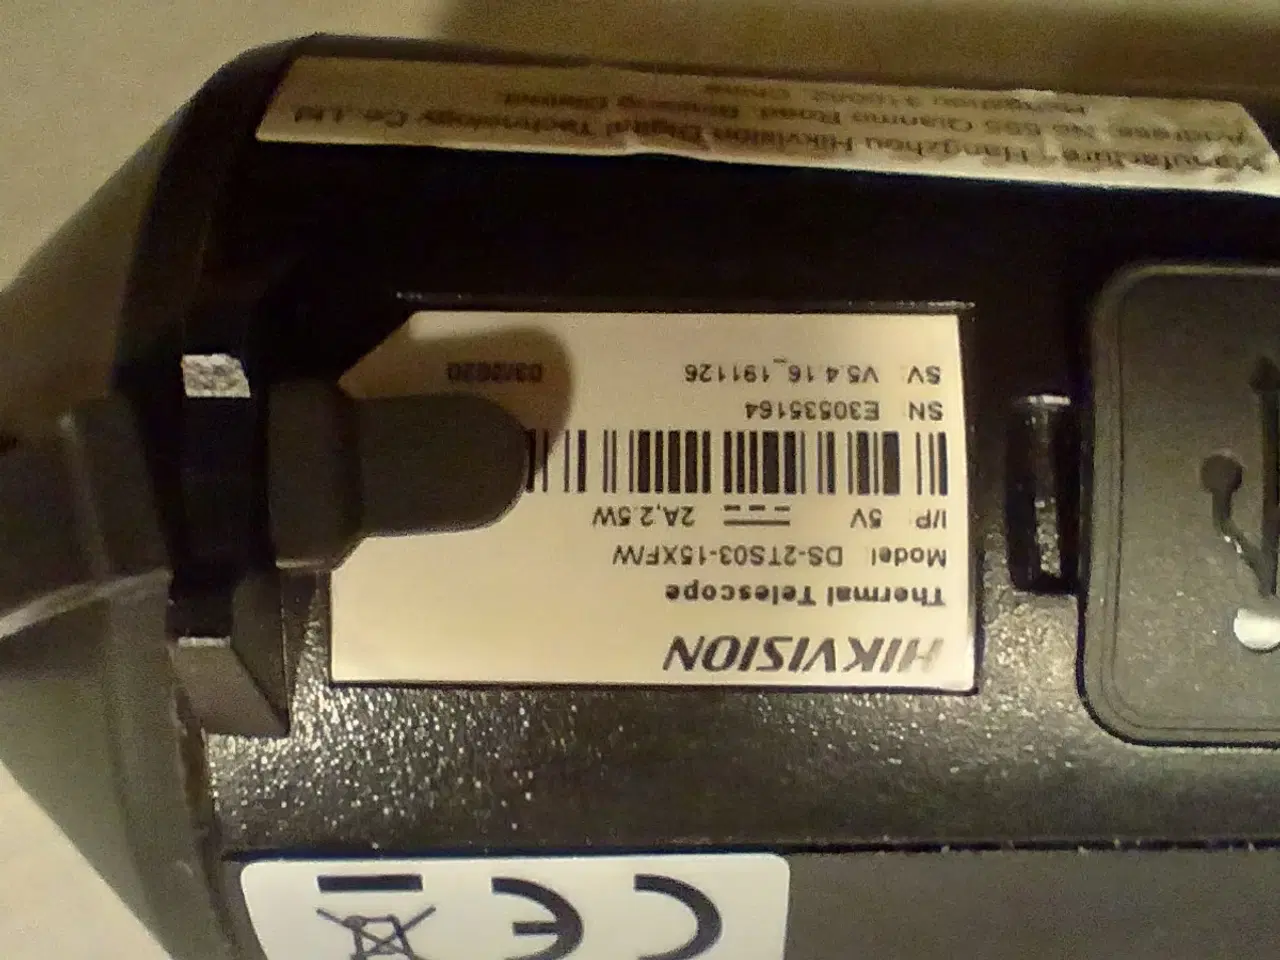 HIKVISION
Thermal Telescope
Model: DS-2TS03-15XF/W
I/P: 5V 2A,2.5W
SN: E30535164
SV: V5.4.16_191126 03/2020
Manufacture: Hangzhou Hikvision Digital Technology Co.,Ltd
Address: No.555 Qianmo Road, Binjiang District,
Hangzhou 310052, China
CE